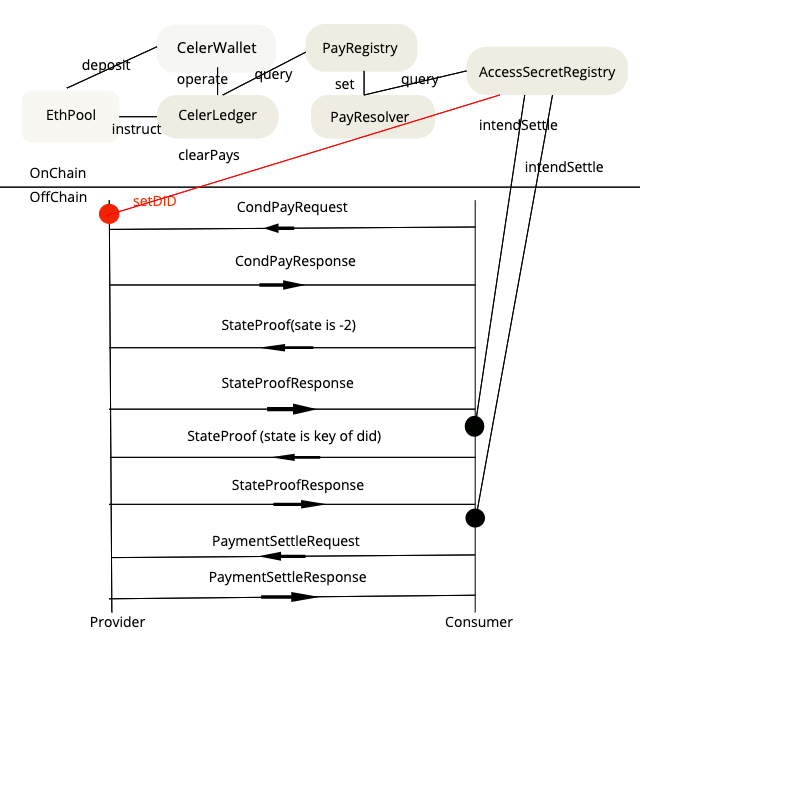 CelerWallet
PayRegistry
deposit
operate
query
set
query
AccessSecretRegistry
EthPool
CelerLedger
PayResolver
instruct
intendSettle
clearPays
intendSettle
OnChain
OffChain
setDID
CondPayRequest
CondPayResponse
StateProof(sate is -2)
StateProofResponse
StateProof (state is key of did)
StateProofResponse
PaymentSettleRequest
PaymentSettleResponse
Provider
Consumer